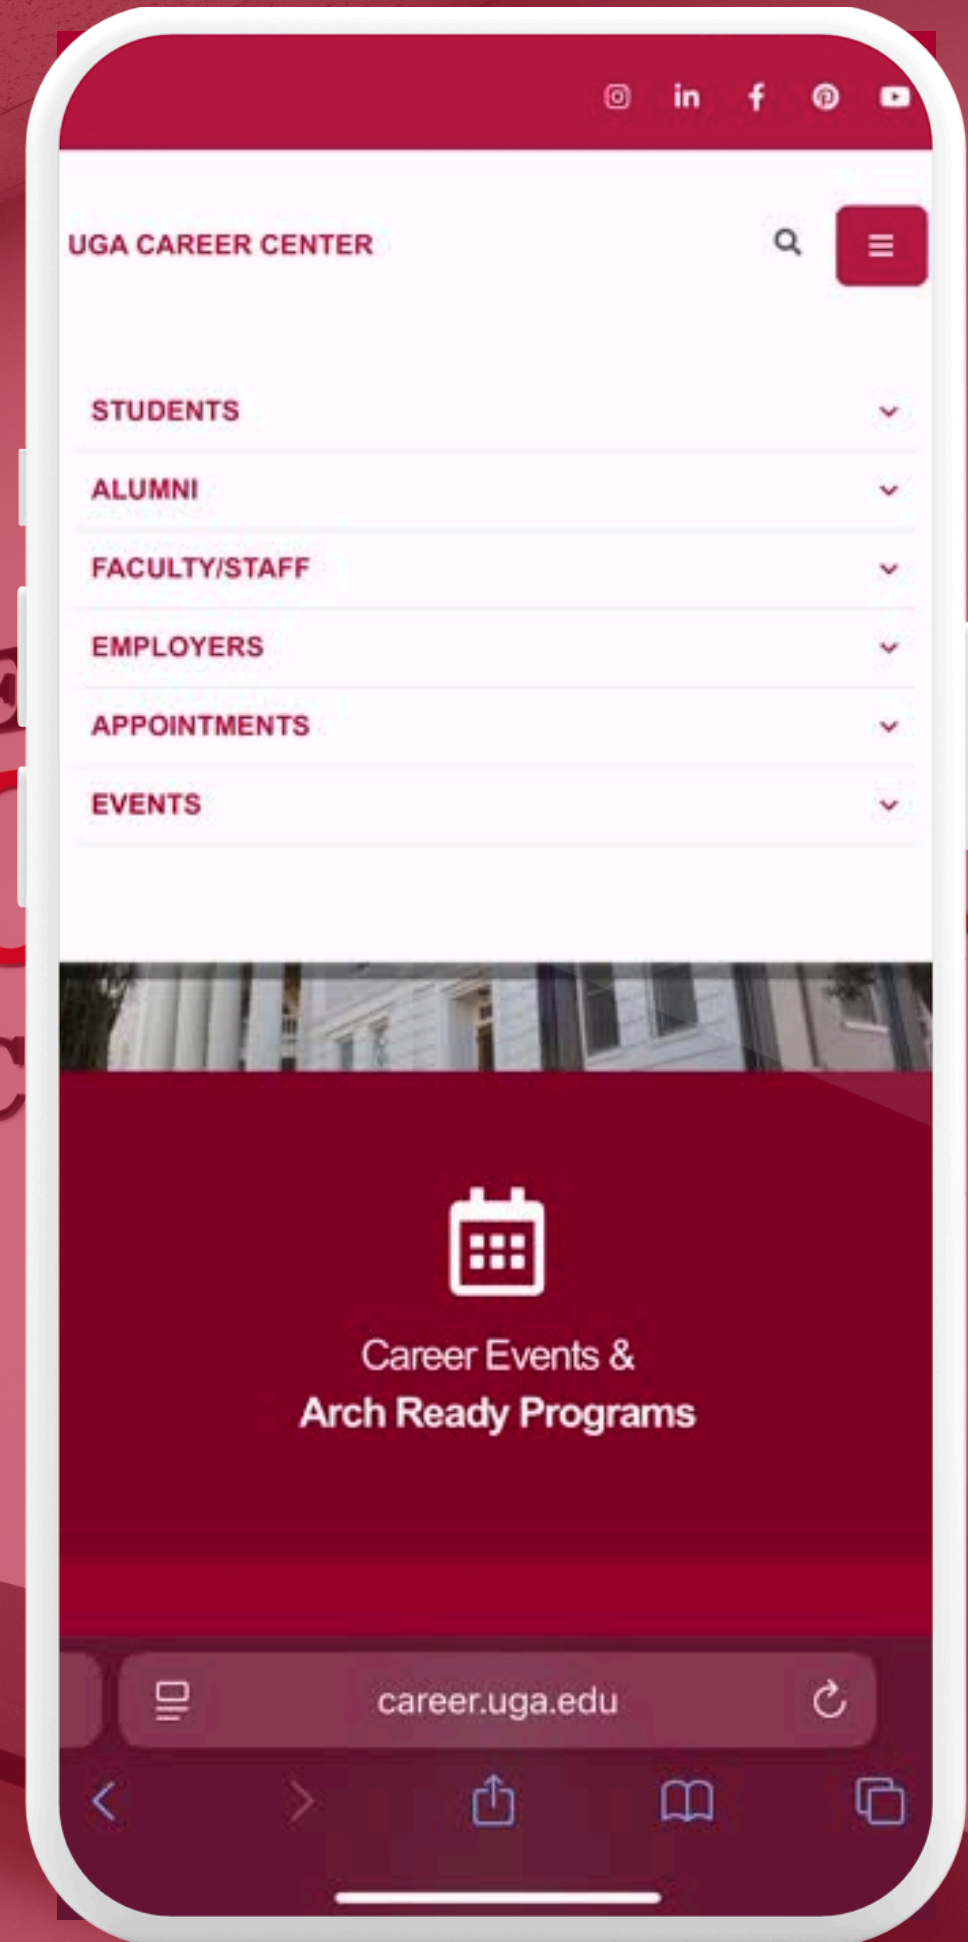 UGA CAREER CENTER
STUDENTS
ALUMNI
FACULTY/STAFF
EMPLOYERS
APPOINTMENTS
EVENTS
Career Events &
Arch Ready Programs
career.uga.edu